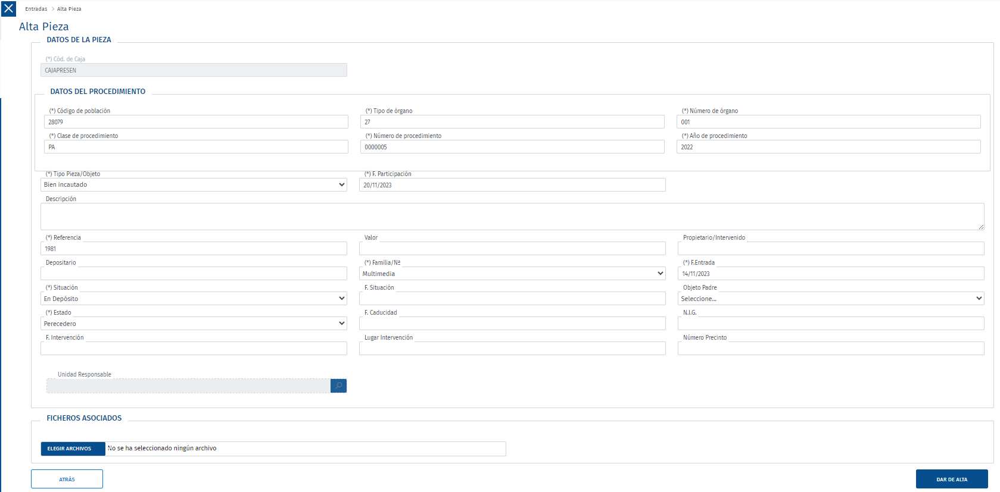 Entradas > Alta Pieza
Alta Pieza
DATOS DE LA PIEZA
(*) Cód. de Caja
CAJAPRESEN
DATOS DEL PROCEDIMIENTO
(*) Código de población (*) Tipo de órgano (*) Número de órgano
28079 27 001
(*) Clase de procedimiento (*) Número de procedimiento (*) Año de procedimiento
PA 0000005 2022
(*) Tipo Pieza/Objeto (*) F. Participación
Bien incautado 20/11/2023
Descripción
(*) Referencia Valor Propietario/Intervenido
1981
Depositario (*) Familia/Nº (*) F.Entrada
Multimedia 14/11/2023
(*) Situación F. Situación Objeto Padre
En Depósito Seleccione...
(*) Estado F. Caducidad N.I.G.
Perecedero
F. Intervención Lugar Intervención Número Precinto
Unidad Responsable
FICHEROS ASOCIADOS
ELEGIR ARCHIVOS No se ha seleccionado ningún archivo
ATRÁS DAR DE ALTA